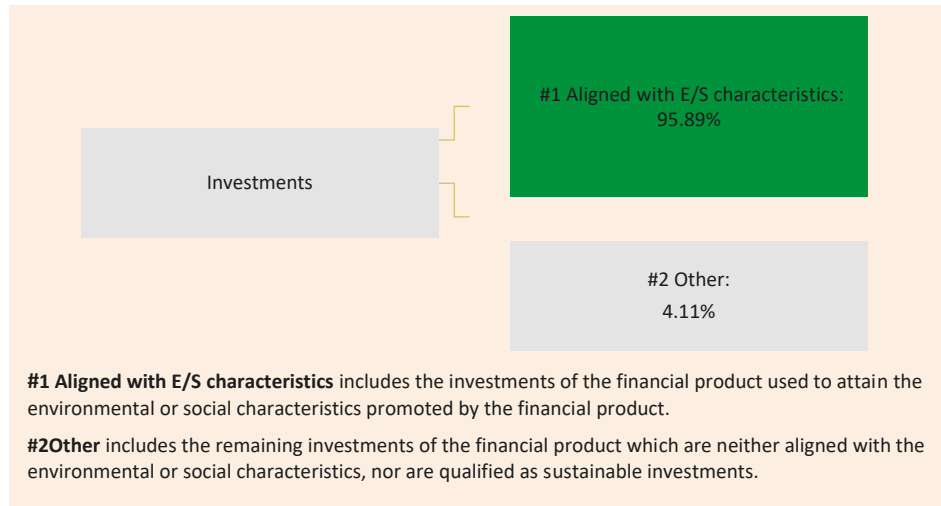 #1 Aligned with E/S characteristics:
95.89%
Investments
#2 Other:
4.11%
#1 Aligned with E/S characteristics includes the investments of the financial product used to attain the
environmental or social characteristics promoted by the financial product.
#2Other includes the remaining investments of the financial product which are neither aligned with the
environmental or social characteristics, nor are qualified as sustainable investments.